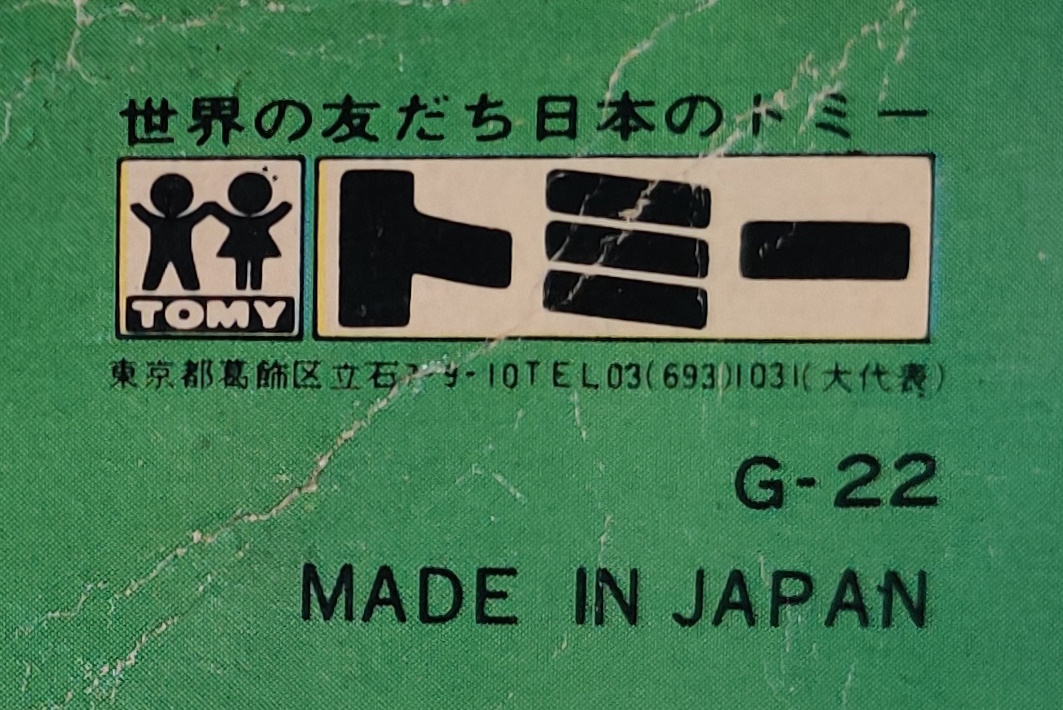 世界の友だち日本のトミー
TOMY
トミー
東京都葛飾区立石7-9-10TEL03(693)1031(大代表)
G-22
MADE IN JAPAN